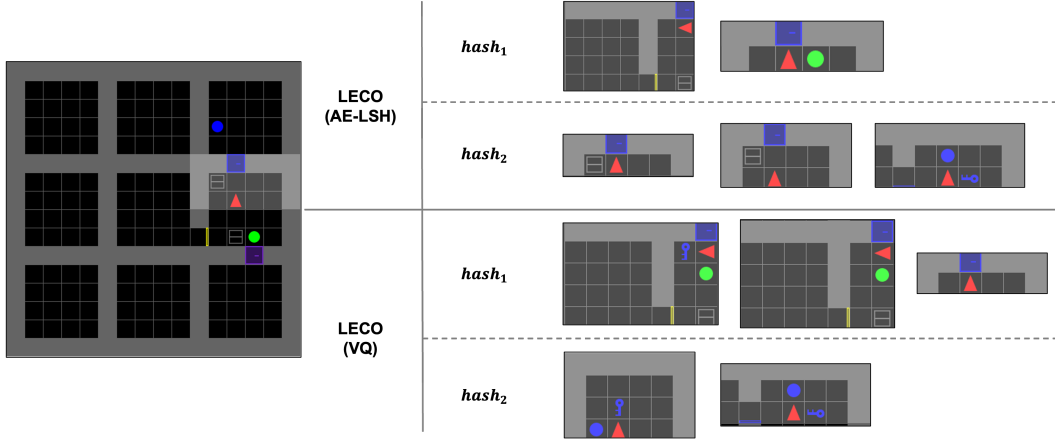 LECO
(AE-LSH)
hash₁
hash₂
LECO
(VQ)
hash₁
hash₂